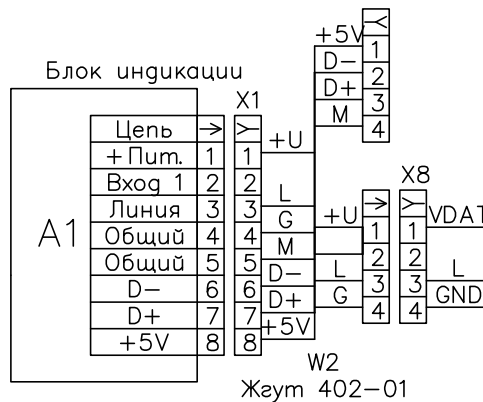 Блок индикации
A1
Цепь
+Пит. 1
Вход 1 2
Линия 3
Общий 4
Общий 5
D− 6
D+ 7
+5V 8
X1
1
2
3
4
5
6
7
8
+U
L
G
M
D−
D+
+5V
+5V
D−
D+
M
1
2
3
4
+U
L
G
1
2
3
4
X8
1
2
3
4
VDAT
L
GND
W2
Жгут 402−01